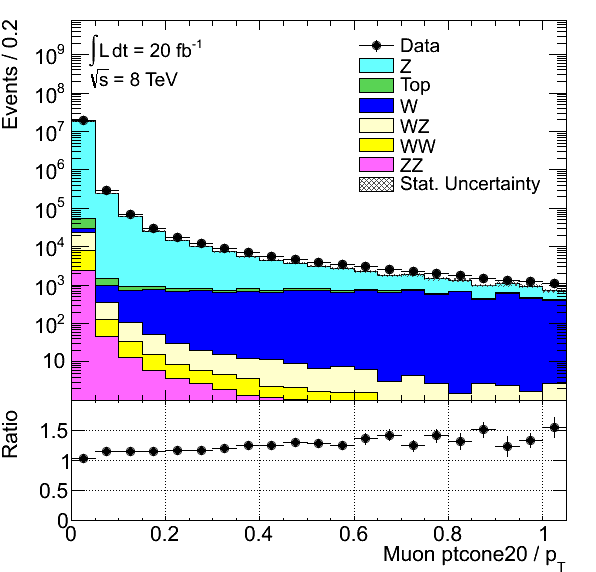 Events / 0.2
10⁹
10⁸
10⁷
10⁶
10⁵
10⁴
10³
10²
10
∫L dt = 20 fb⁻¹
√s = 8 TeV
Data
Z
Top
W
WZ
WW
ZZ
Stat. Uncertainty
Ratio
1.5
1
0.5
0
0 0.2 0.4 0.6 0.8 1
Muon ptcone20 / p_T